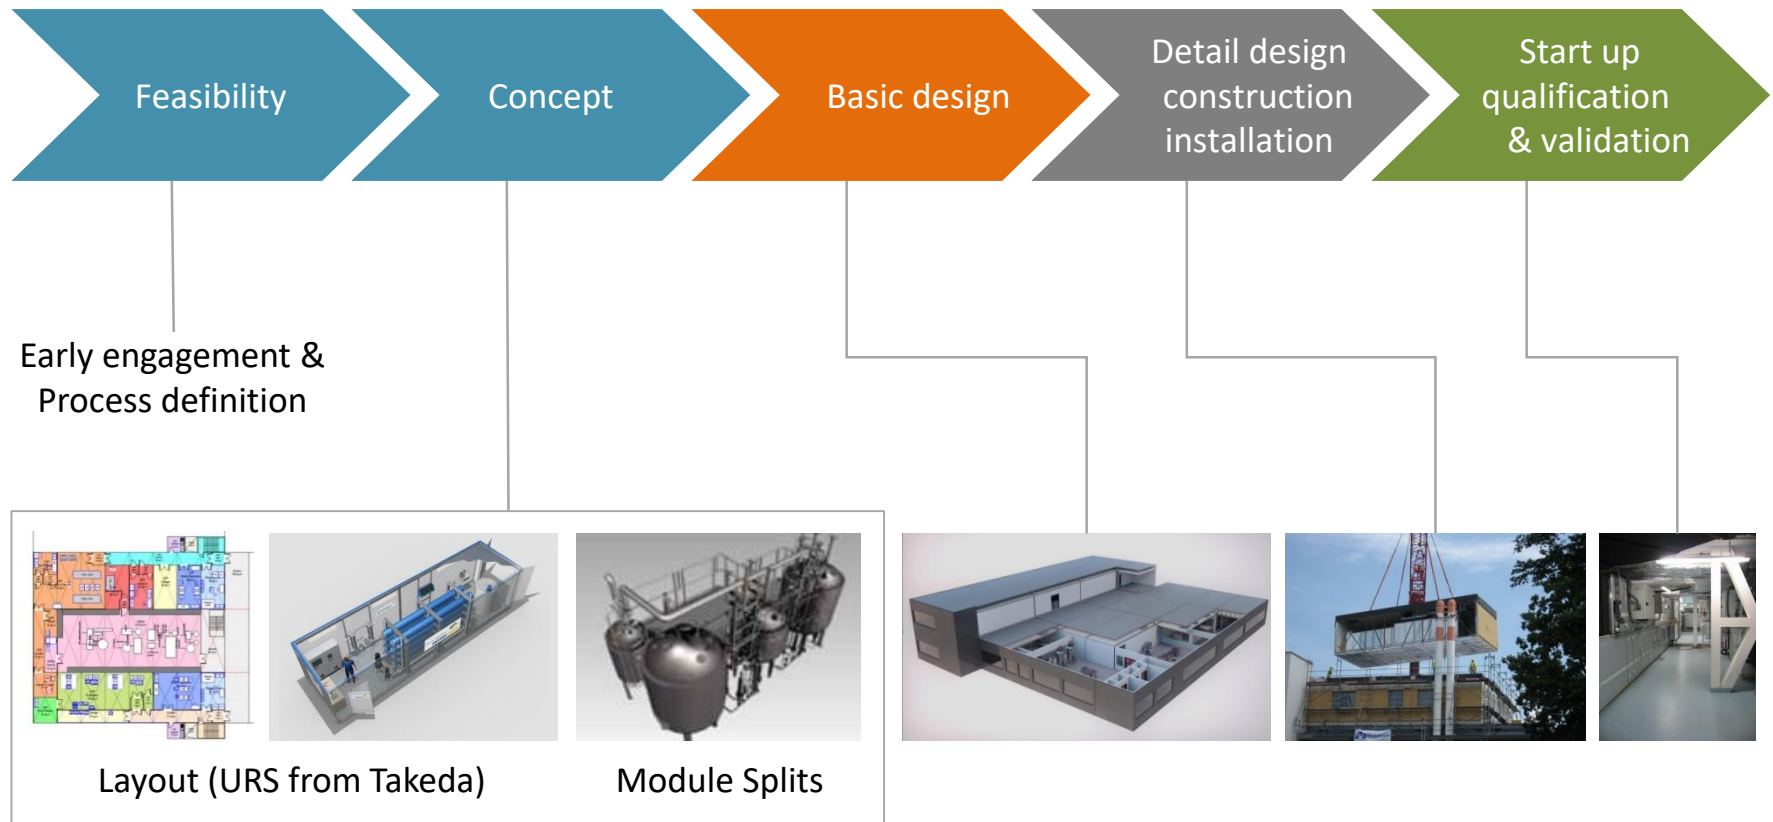 Feasibility
Concept
Basic design
Detail design
construction
installation
Start up
qualification
& validation
Early engagement &
Process definition
Layout (URS from Takeda)
Module Splits